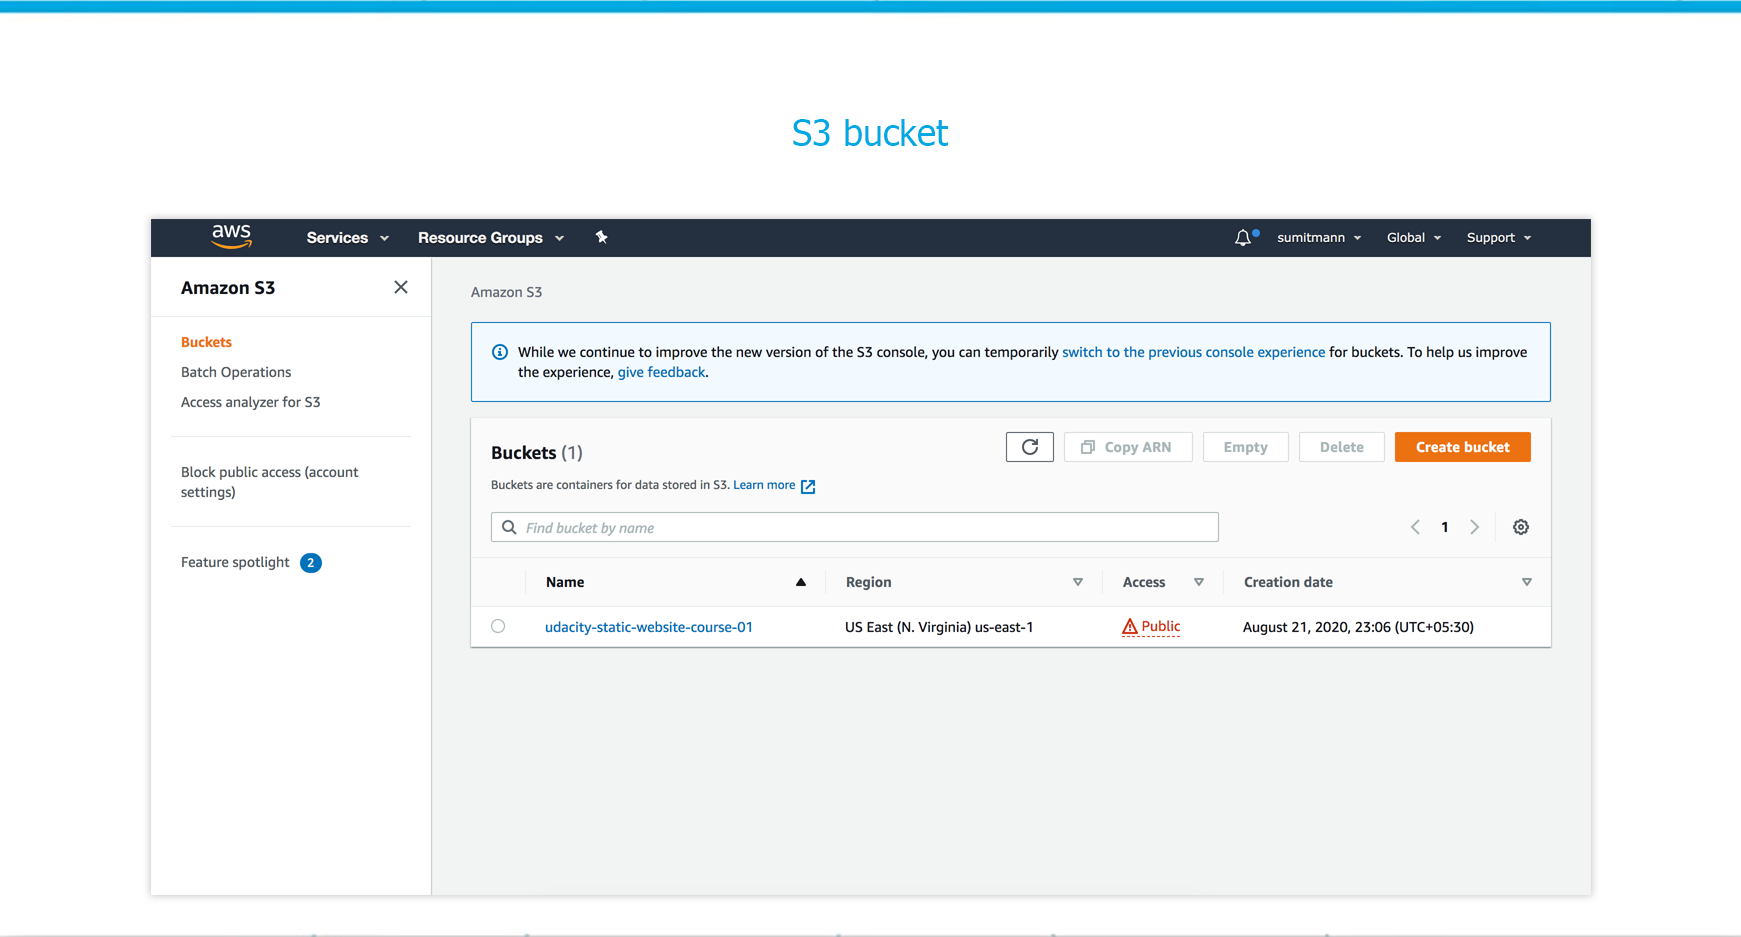 S3 bucket
aws Services Resource Groups sumitmann Global Support
Amazon S3
Buckets
Batch Operations
Access analyzer for S3
Block public access (account
settings)
Feature spotlight 2
Amazon S3
While we continue to improve the new version of the S3 console, you can temporarily switch to the previous console experience for buckets. To help us improve
the experience, give feedback.
Buckets (1) Copy ARN Empty Delete Create bucket
Buckets are containers for data stored in S3. Learn more
Find bucket by name 1
Name Region Access Creation date
udacity-static-website-course-01 US East (N. Virginia) us-east-1 Public August 21, 2020, 23:06 (UTC+05:30)